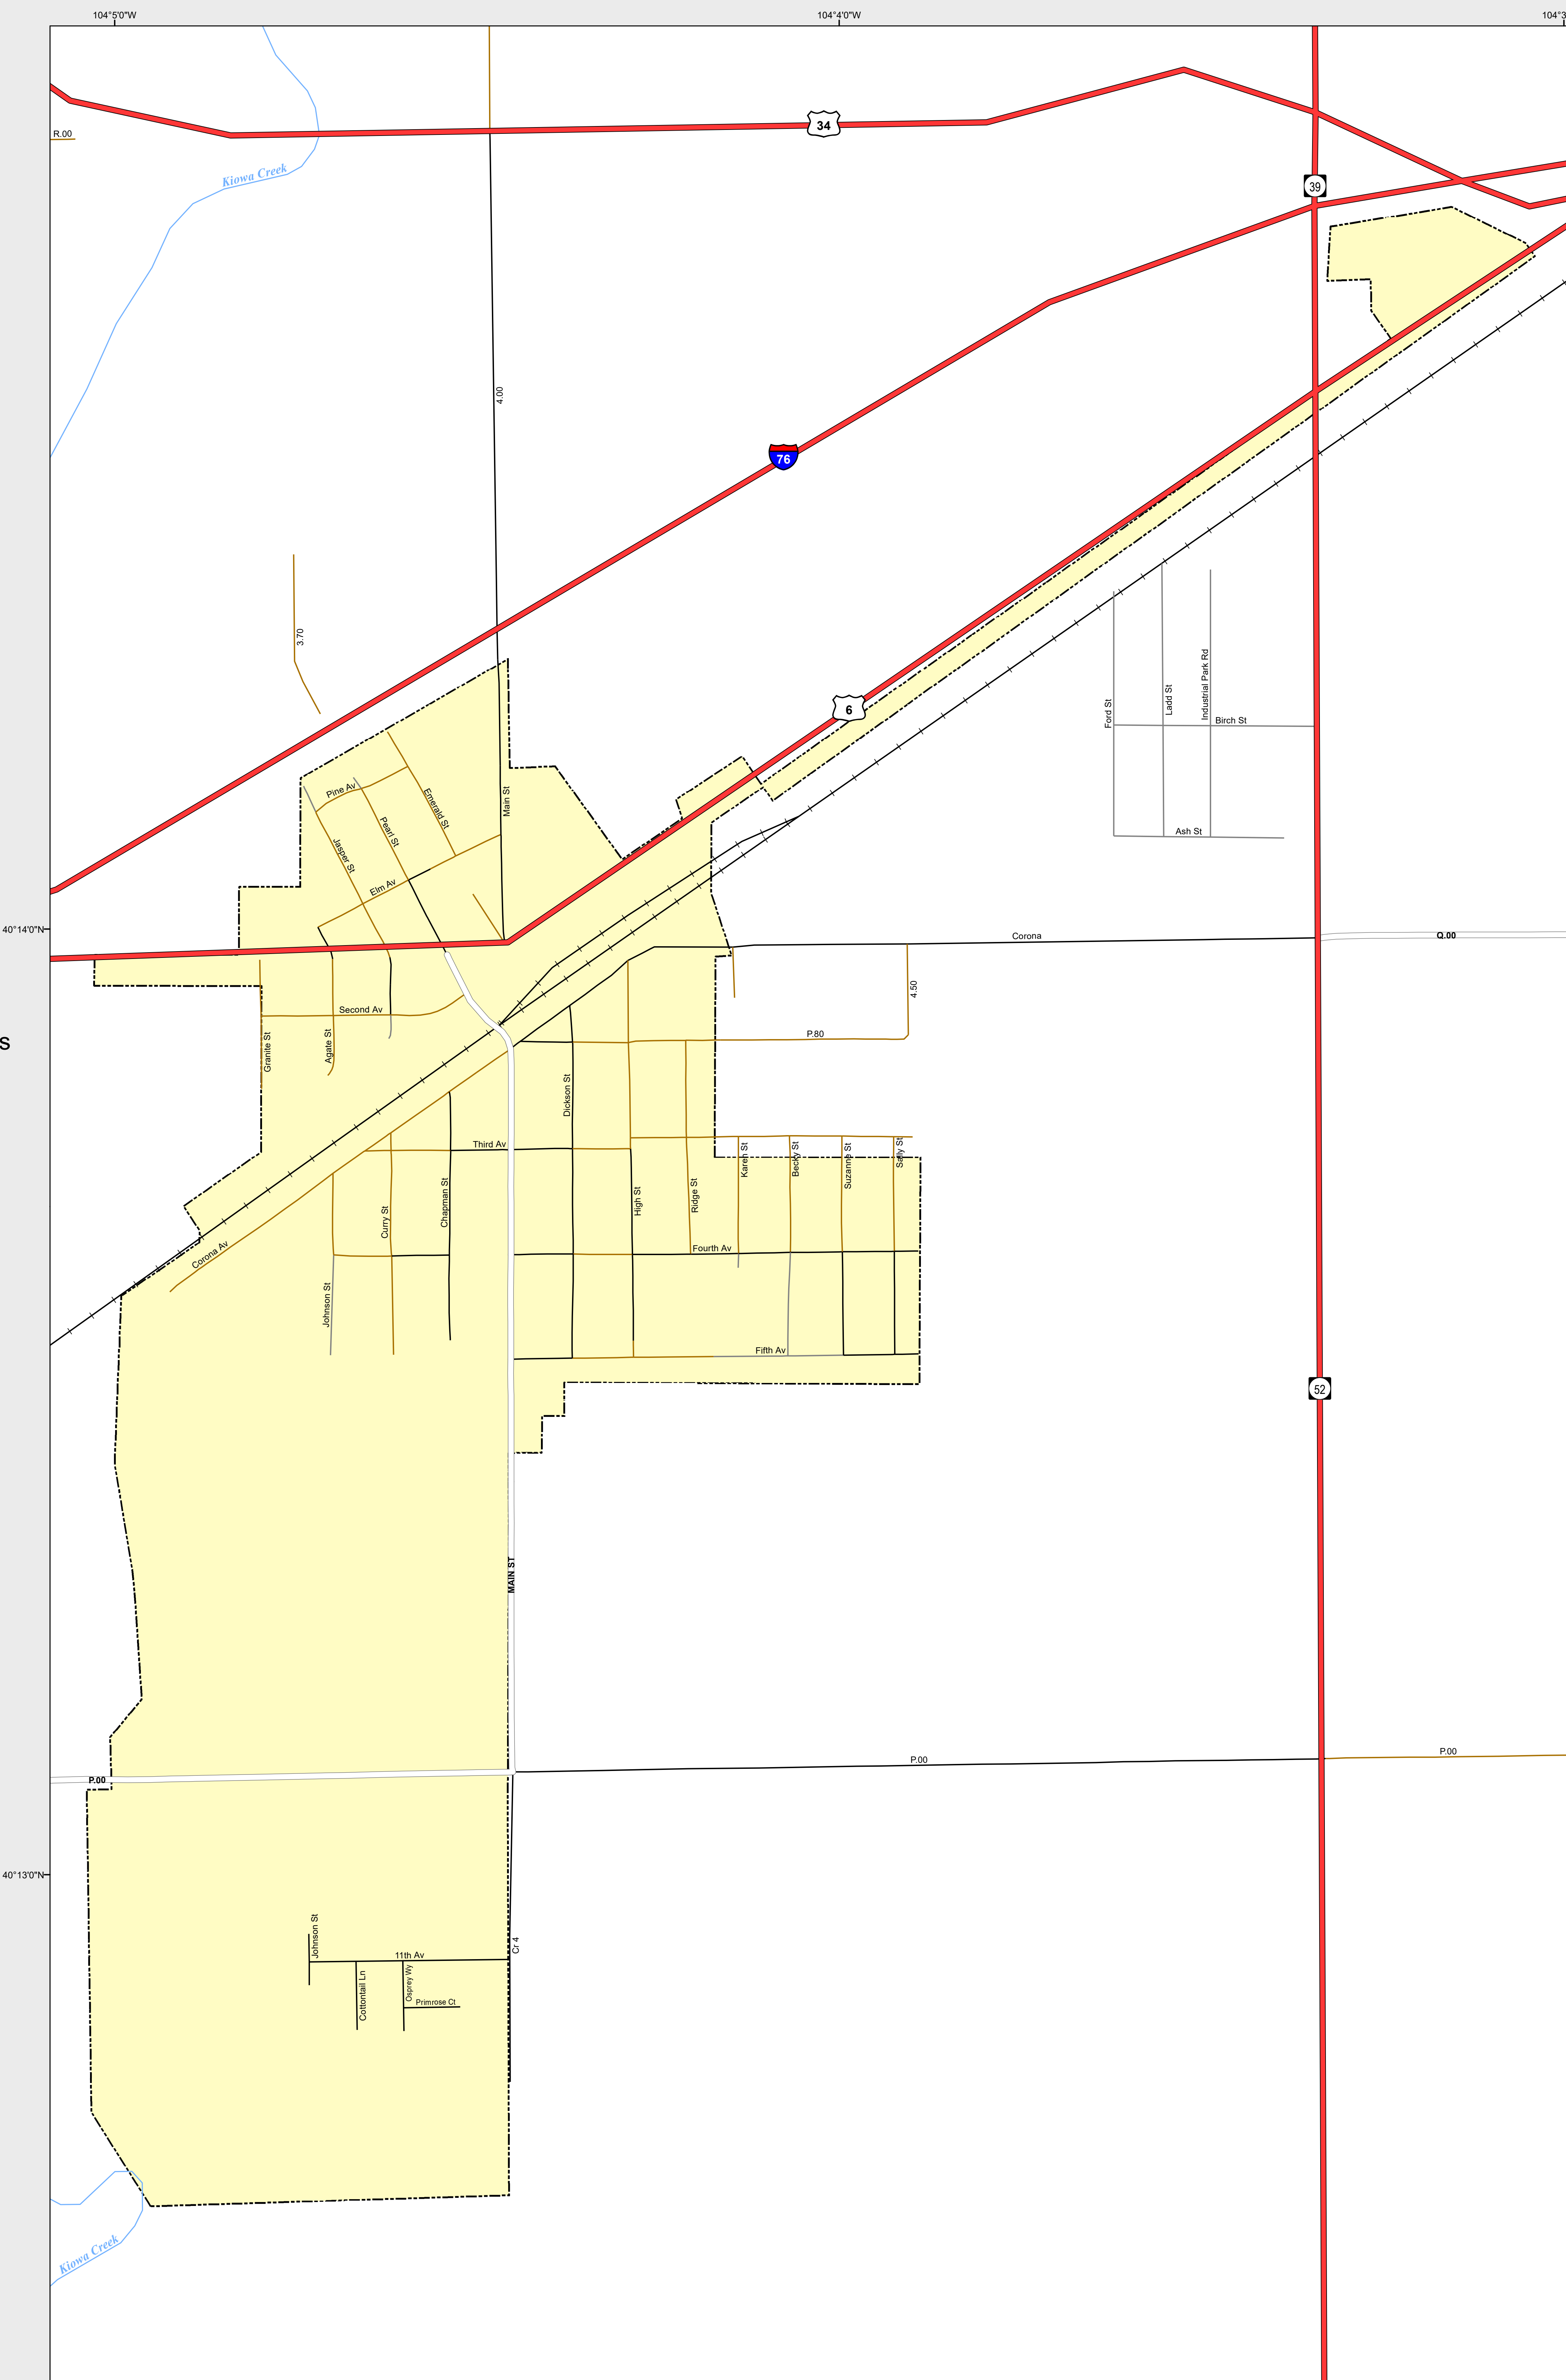 104°5'0"W
104°4'0"W
104°3
34
R.00
Kiowa Creek
39
4.00
76
3.70
6
Ford St
Ladd St
Industrial Park Rd
Birch St
Ash St
Pine Av
Emerald St
Main St
Pearl St
Jasper St
Elm Av
40°14'0"N
Corona
Q.00
4.50
Second Av
S
Granite St
Agate St
P.80
Dickson St
Third Av
Karen St
Becky St
Suzanne St
Sally St
Curry St
Chapman St
High St
Ridge St
Corona Av
Fourth Av
Johnson St
Fifth Av
52
MAIN ST
P.00
P.00
P.00
40°13'0"N
Johnson St
11th Av
Cr 4
Cottontail Ln
Osprey Wy
Primrose Ct
Kiowa Creek